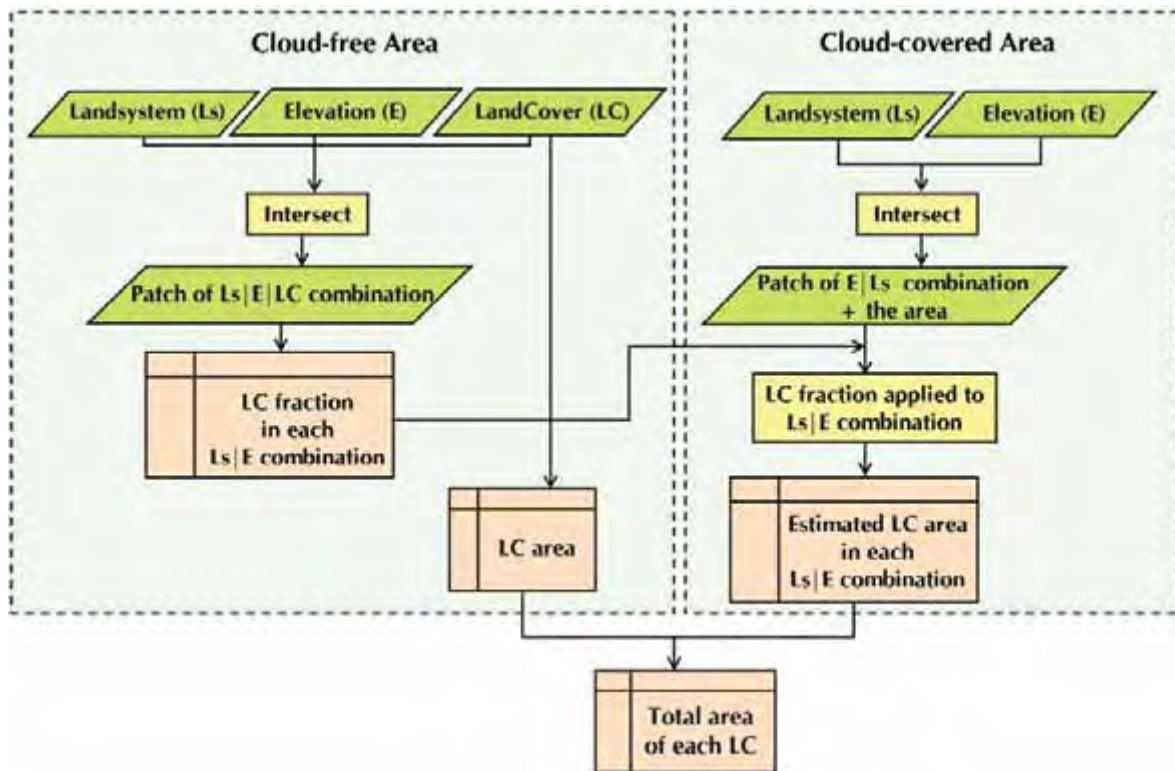 Cloud-free Area
Landsystem (Ls)
Elevation (E)
LandCover (LC)
Intersect
Patch of Ls|E|LC combination
LC fraction
in each
Ls|E combination
LC area
Cloud-covered Area
Landsystem (Ls)
Elevation (E)
Intersect
Patch of E|Ls combination
+ the area
LC fraction applied to
Ls|E combination
Estimated LC area
in each
Ls|E combination
Total area
of each LC